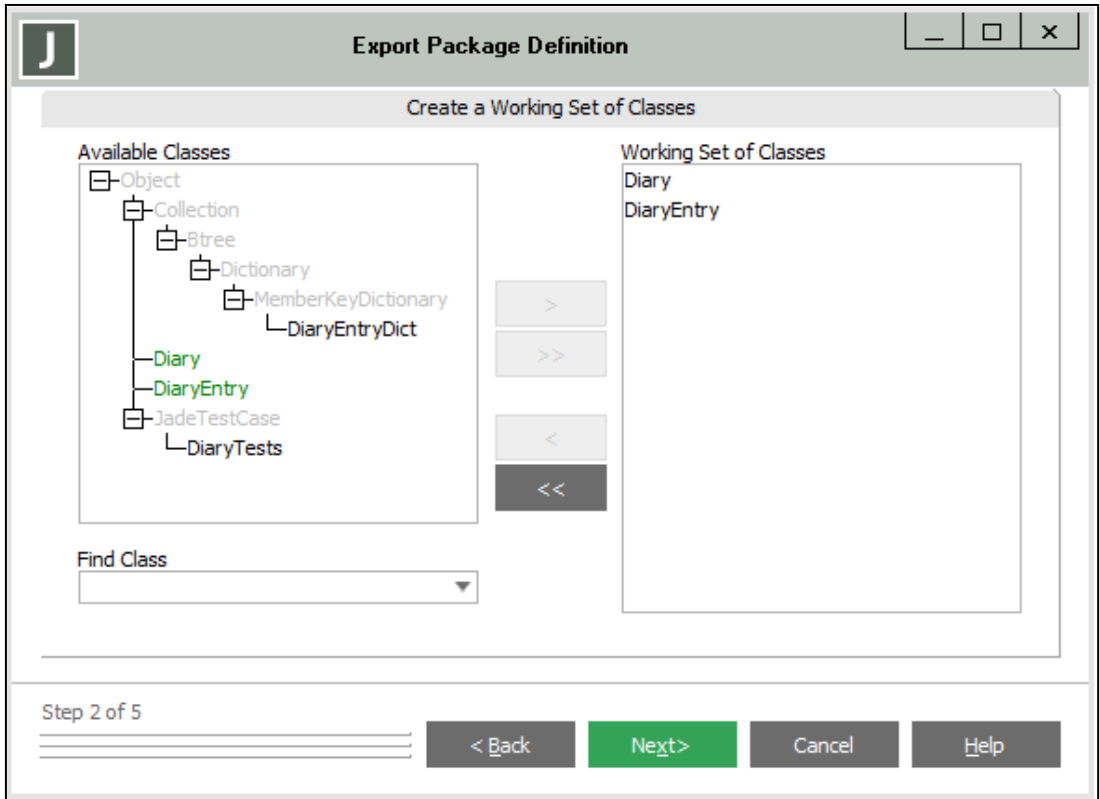 J
Export Package Definition
Create a Working Set of Classes
Available Classes
Object
Collection
Btree
Dictionary
MemberKeyDictionary
DiaryEntryDict
Diary
DiaryEntry
JadeTestCase
DiaryTests
Find Class
>
>>
<
<<
Working Set of Classes
Diary
DiaryEntry
Step 2 of 5
< Back
Next>
Cancel
Help